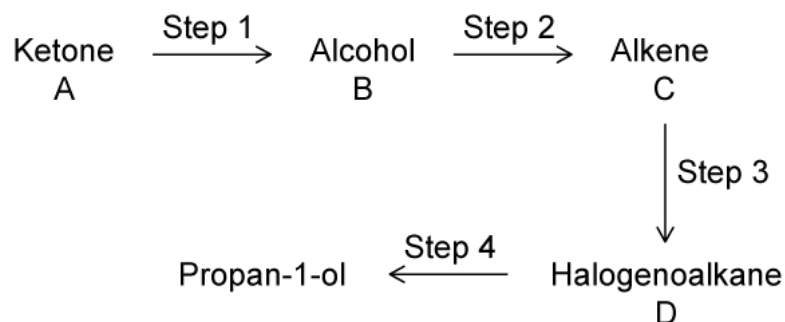 Ketone
A
Step 1
Alcohol
B
Step 2
Alkene
C
Step 3
Halogenoalkane
D
Step 4
Propan-1-ol